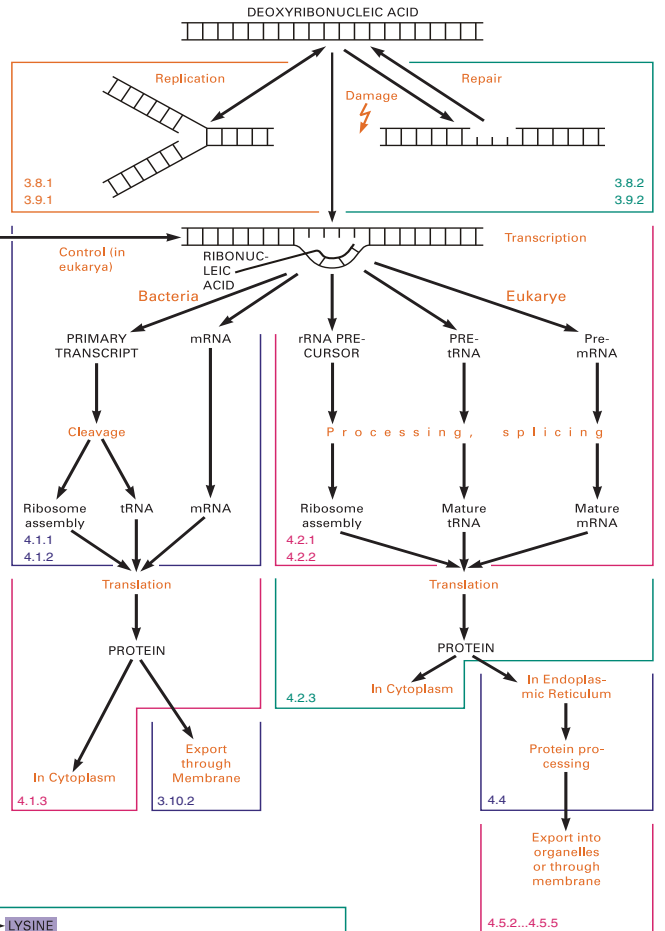 DEOXYRIBONUCLEIC ACID
Replication
Repair
Damage
3.8.1
3.9.1
3.8.2
3.9.2
Control (in
eukarya)
RIBONUC-
LEIC
ACID
Transcription
Bacteria
Eukarye
PRIMARY
TRANSCRIPT
mRNA
rRNA PRE-
CURSOR
PRE-
tRNA
Pre-
mRNA
Cleavage
Processing, splicing
Ribosome
assembly
tRNA
mRNA
Ribosome
assembly
Mature
tRNA
Mature
mRNA
4.1.1
4.1.2
4.2.1
4.2.2
Translation
Translation
PROTEIN
PROTEIN
In Cytoplasm
In Endoplas-
mic Reticulum
4.2.3
In Cytoplasm
Export
through
Membrane
Protein pro-
cessing
4.1.3
3.10.2
4.4
Export into
organelles
or through
membrane
4.5.2...4.5.5
LYSINE